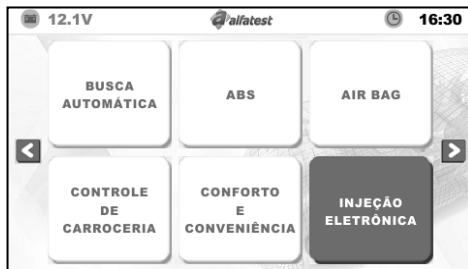 12.1V
alfatest
16:30
BUSCA
AUTOMÁTICA
ABS
AIR BAG
CONTROLE
DE
CARROCERIA
CONFORTO
E
CONVENIÊNCIA
INJEÇÃO
ELETRÔNICA